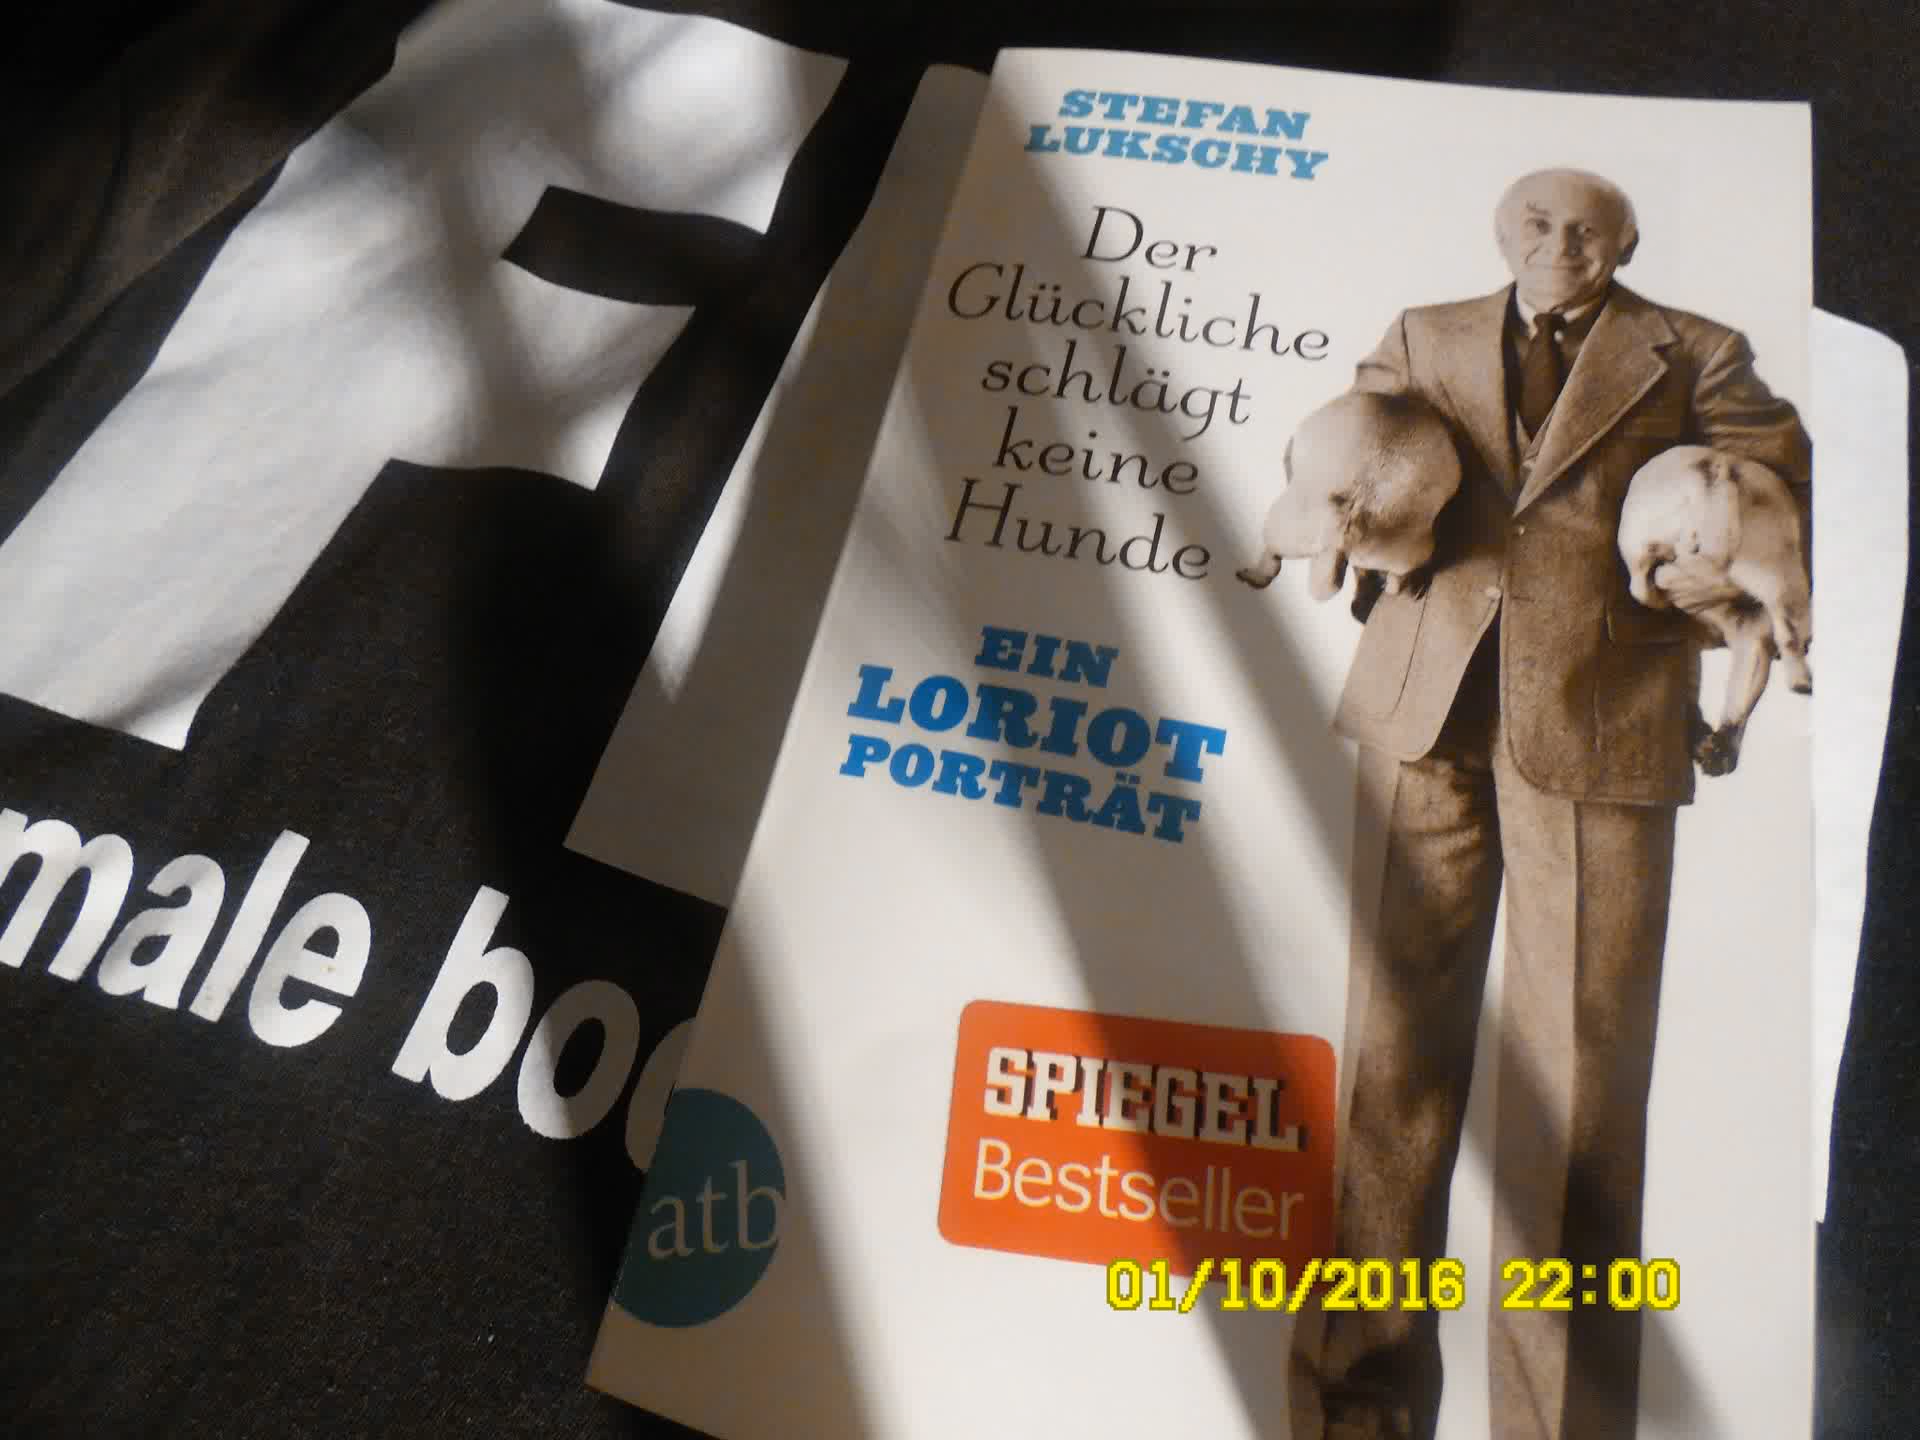 F
male boo
STEFAN
LUKSCHY
Der
Glückliche
schlägt
keine
Hunde
EIN
LORIOT
PORTRÄT
SPIEGEL
Bestseller
atb
01/10/2016 22:00